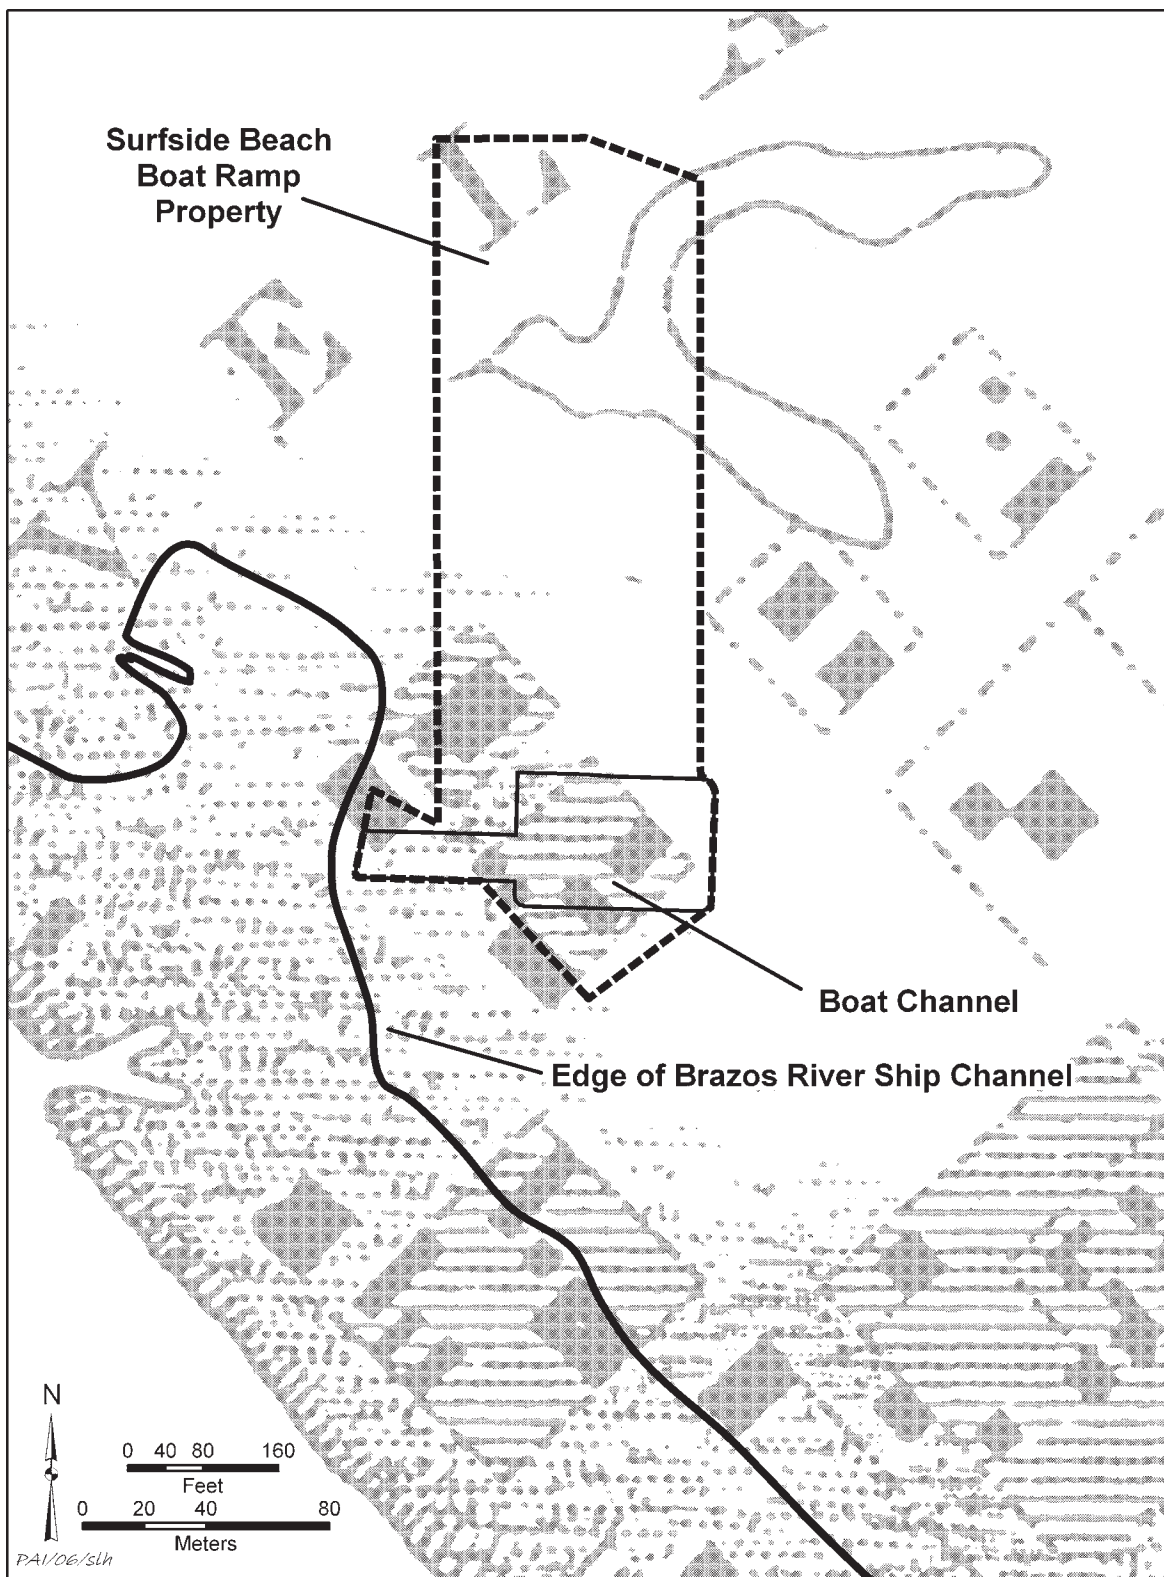 Surfside Beach
Boat Ramp
Property
Boat Channel
Edge of Brazos River Ship Channel
N
0 40 80 160
Feet
0 20 40 80
Meters
PAI/06/slh